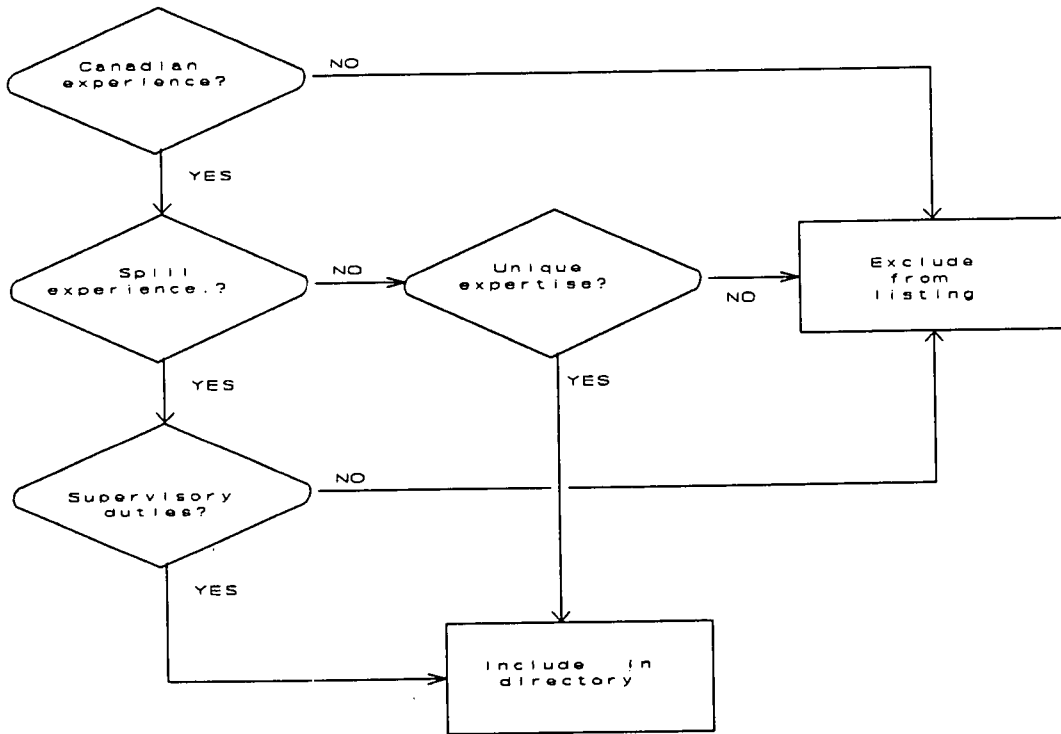 Canadian
experience?
NO
YES
Spill
experience.?
NO
Unique
expertise?
NO
Exclude
from
listing
YES
YES
Supervisory
duties?
NO
YES
Include in
directory